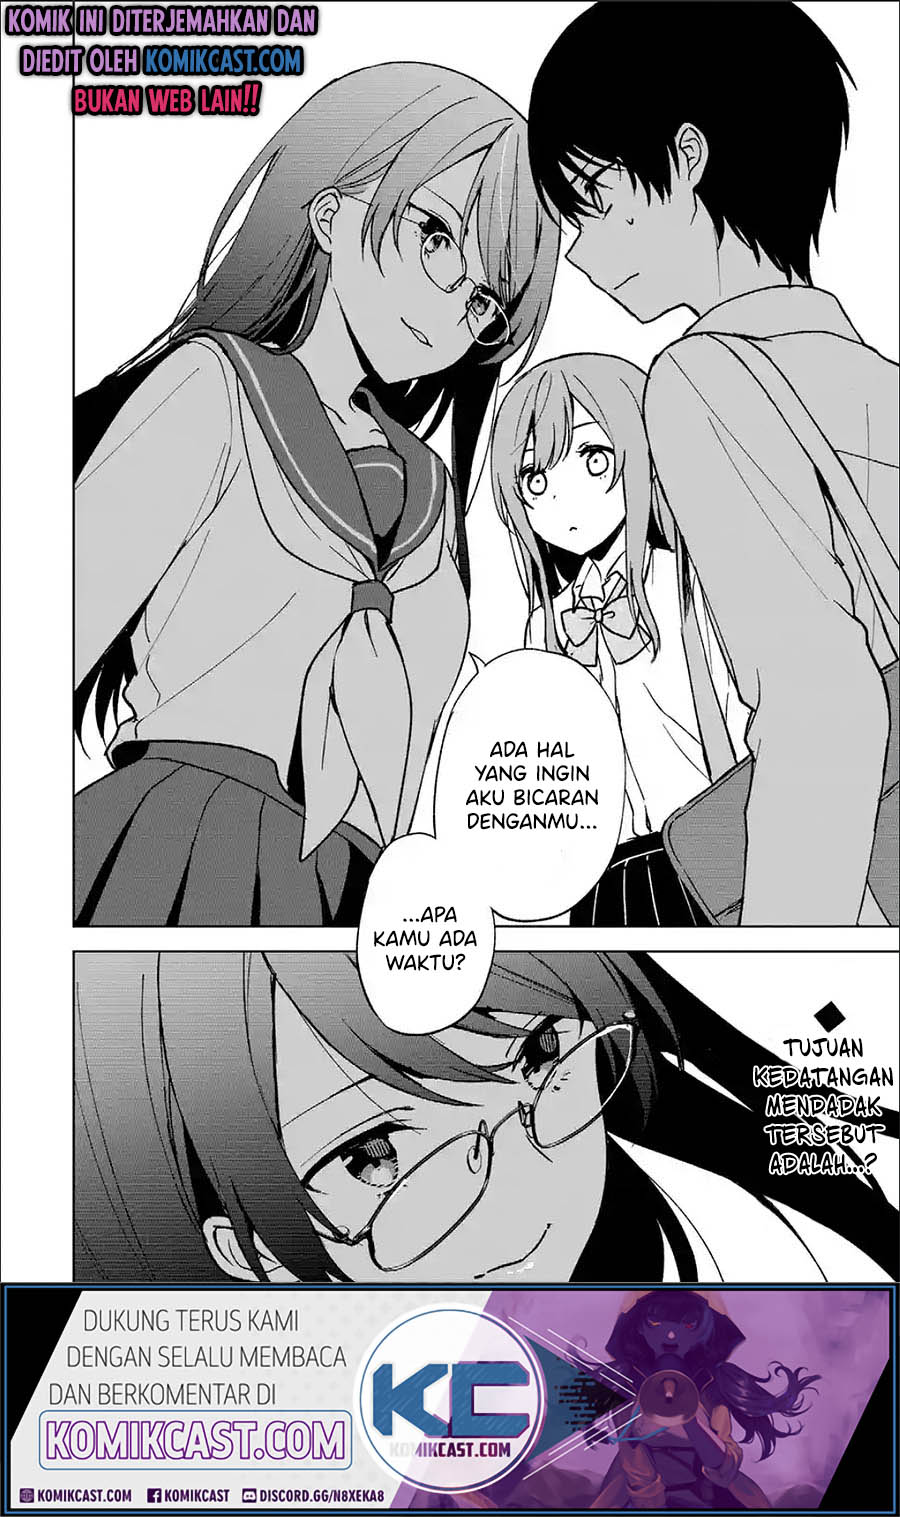 KOMIK INI DITERJEMAHKAN DAN
DIEDIT OLEH KOMIKCAST.COM
BUKAN WEB LAIN!!
ADA HAL
YANG INGIN
AKU BICARAN
DENGANMU...
...APA
KAMU ADA
WAKTU?
TUJUAN
KEDATANGAN
MENDADAK
TERSEBUT
ADALAH...?
DUKUNG TERUS KAMI
DENGAN SELALU MEMBACA
DAN BERKOMENTAR DI
KOMIKCAST.COM
KC
KOMIKCAST.COM
KOMIKCAST.COM KOMIKCAST DISCORD.GG/N8XEKA8